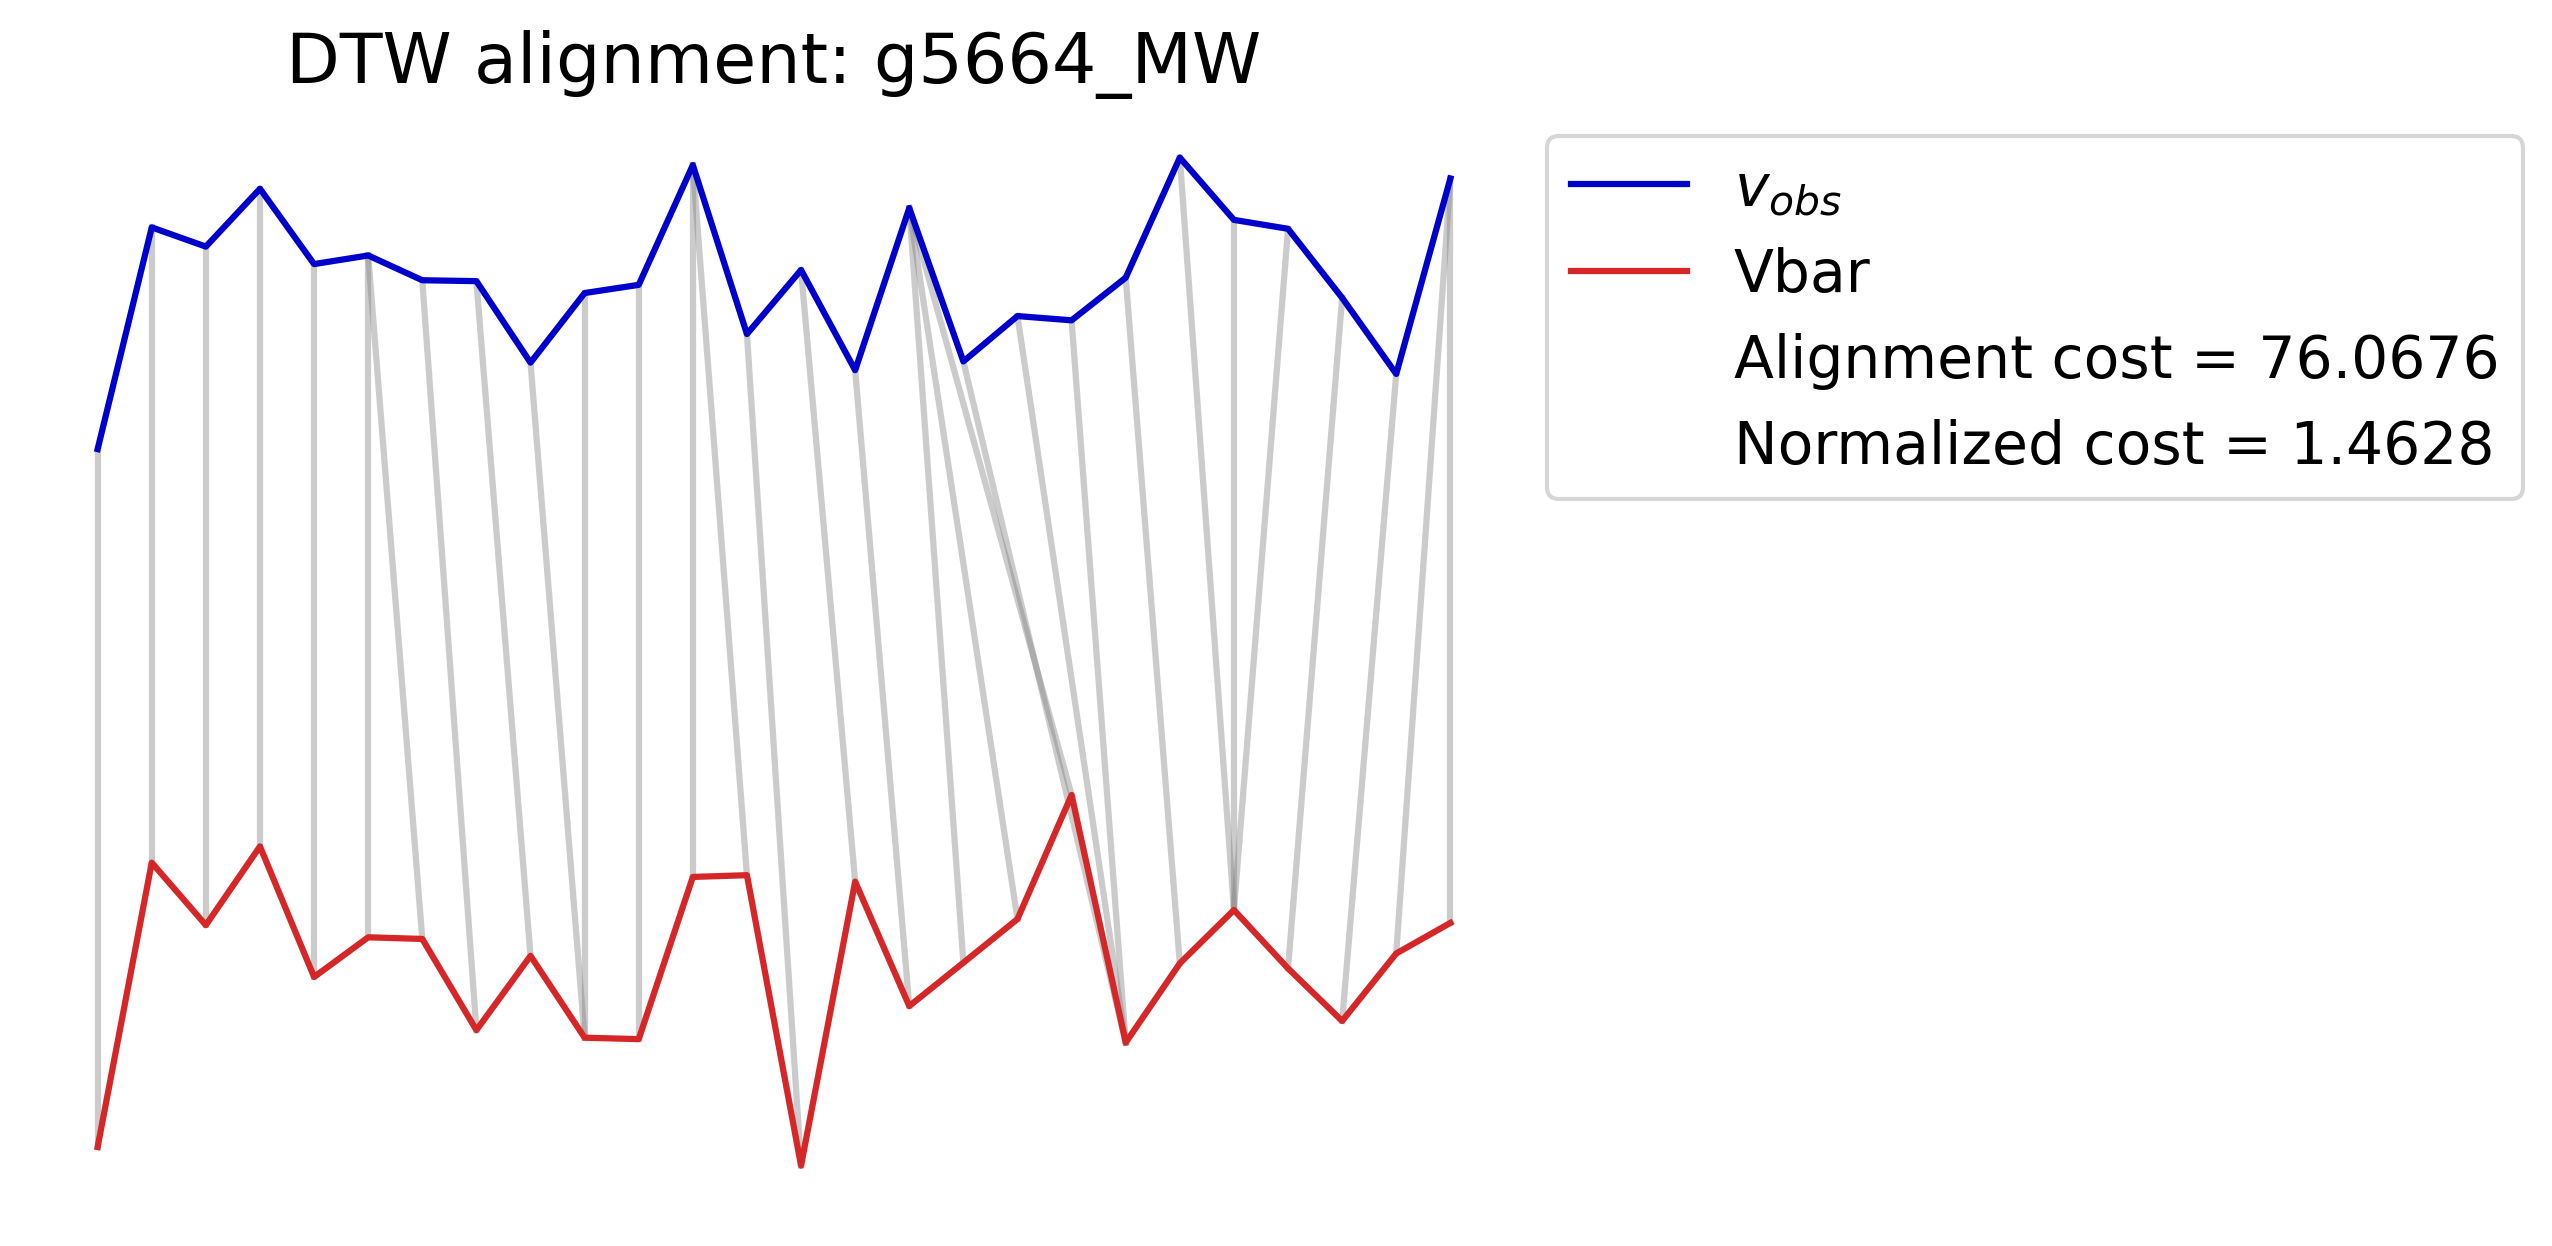 DTW alignment: g5664_MW
v_obs
Vbar
Alignment cost = 76.0676
Normalized cost = 1.4628